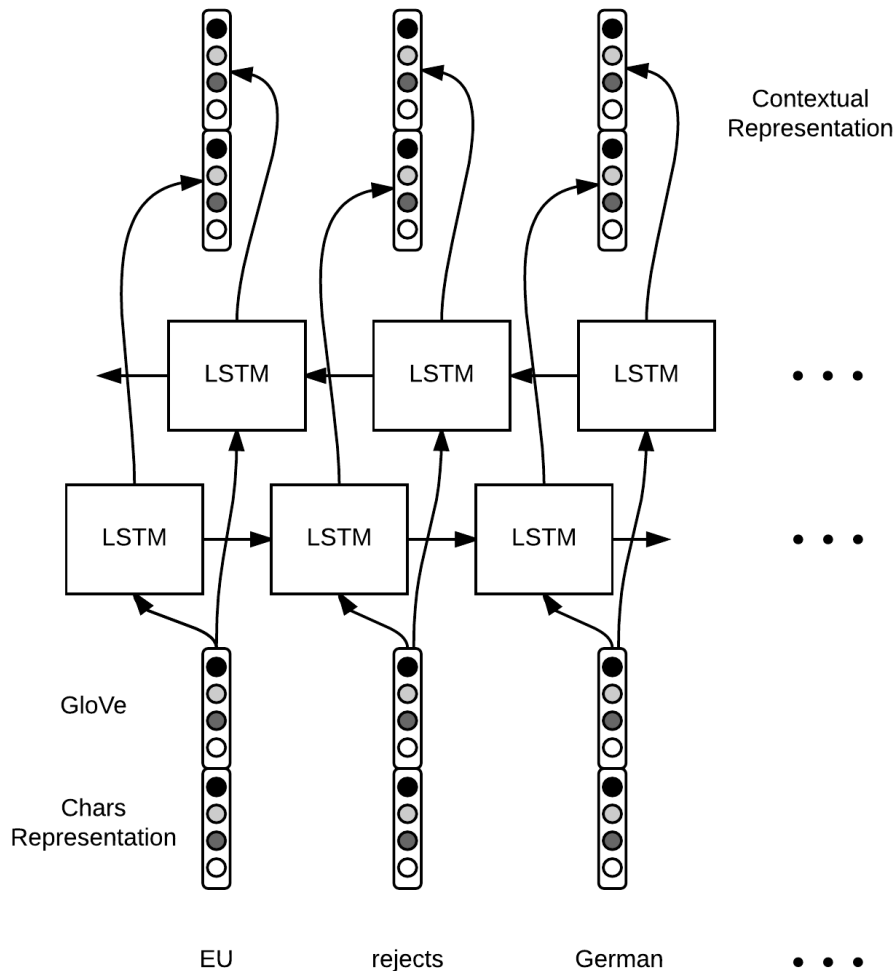 Contextual
Representation
LSTM LSTM LSTM . . .
LSTM LSTM LSTM . . .
GloVe
Chars
Representation
EU rejects German . . .